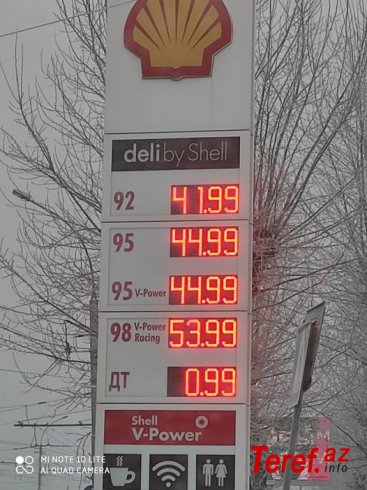 deli by Shell
92 41.99
95 44.99
95 V-Power 44.99
98 V-Power Racing 53.99
ДТ 0.99
Shell
V-Power
MI NOTE 10 LITE
AI QUAD CAMERA
Teref.az
info